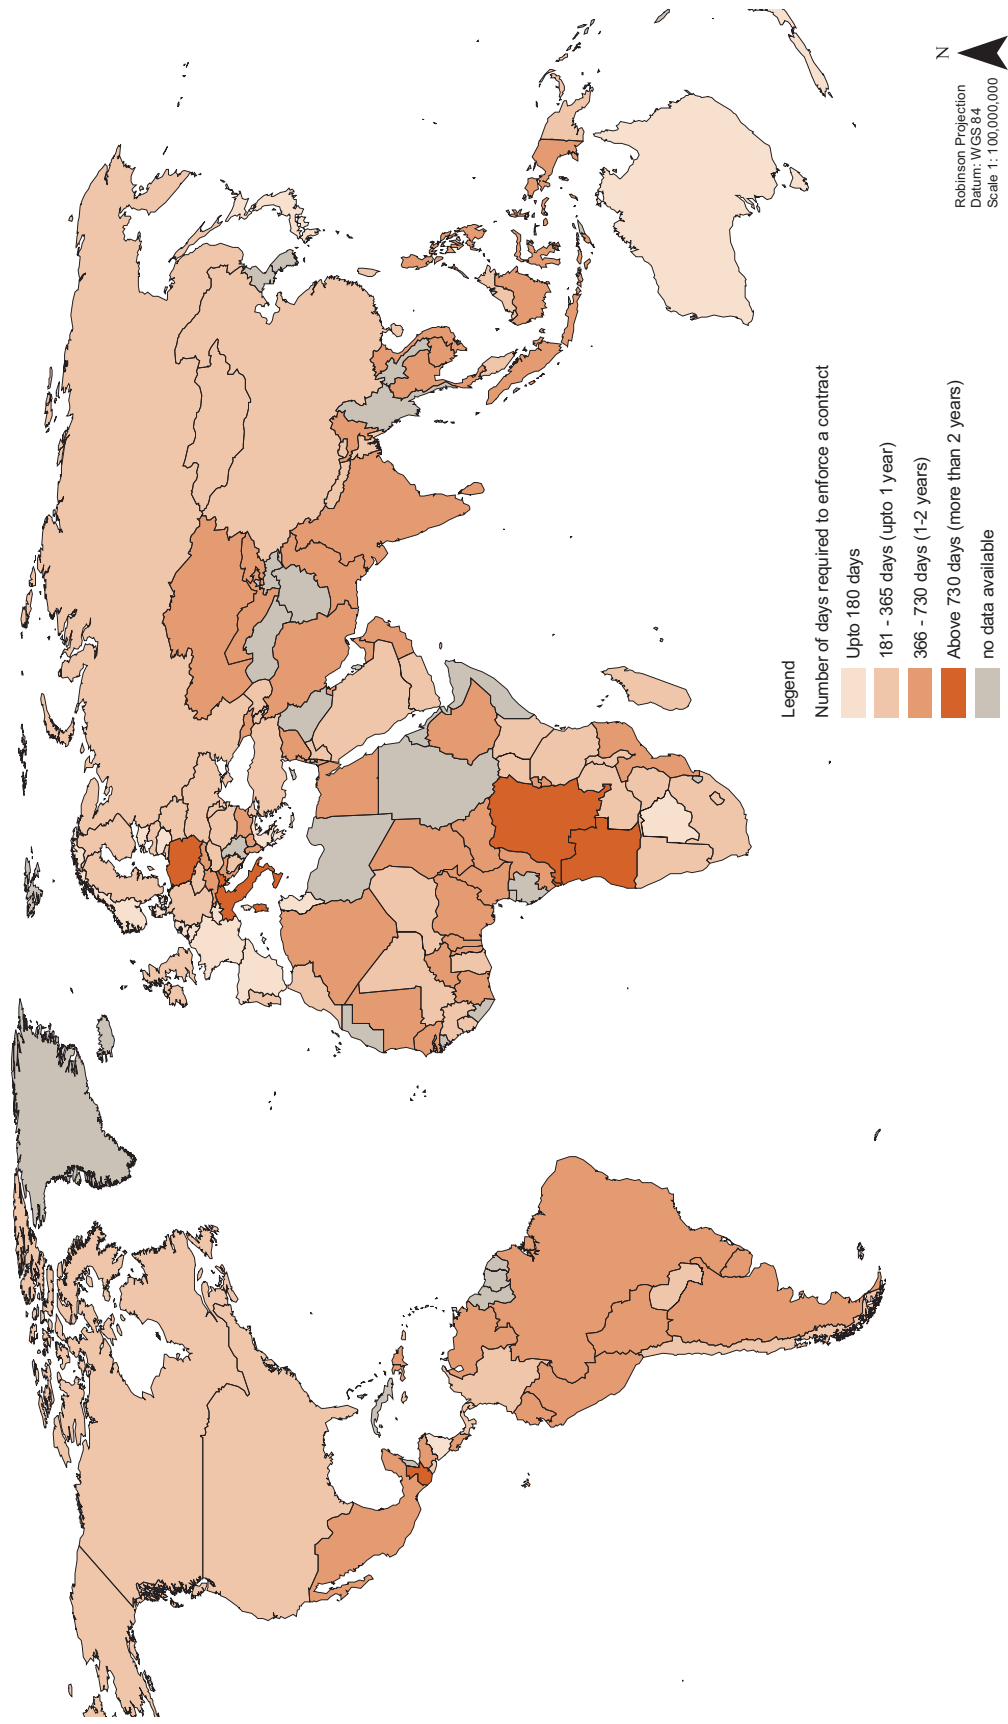 Legend
Number of days required to enforce a contract
Upto 180 days
181 - 365 days (upto 1 year)
366 - 730 days (1-2 years)
Above 730 days (more than 2 years)
no data available
N
Robinson Projection
Datum: WGS 84
Scale 1: 100,000,000